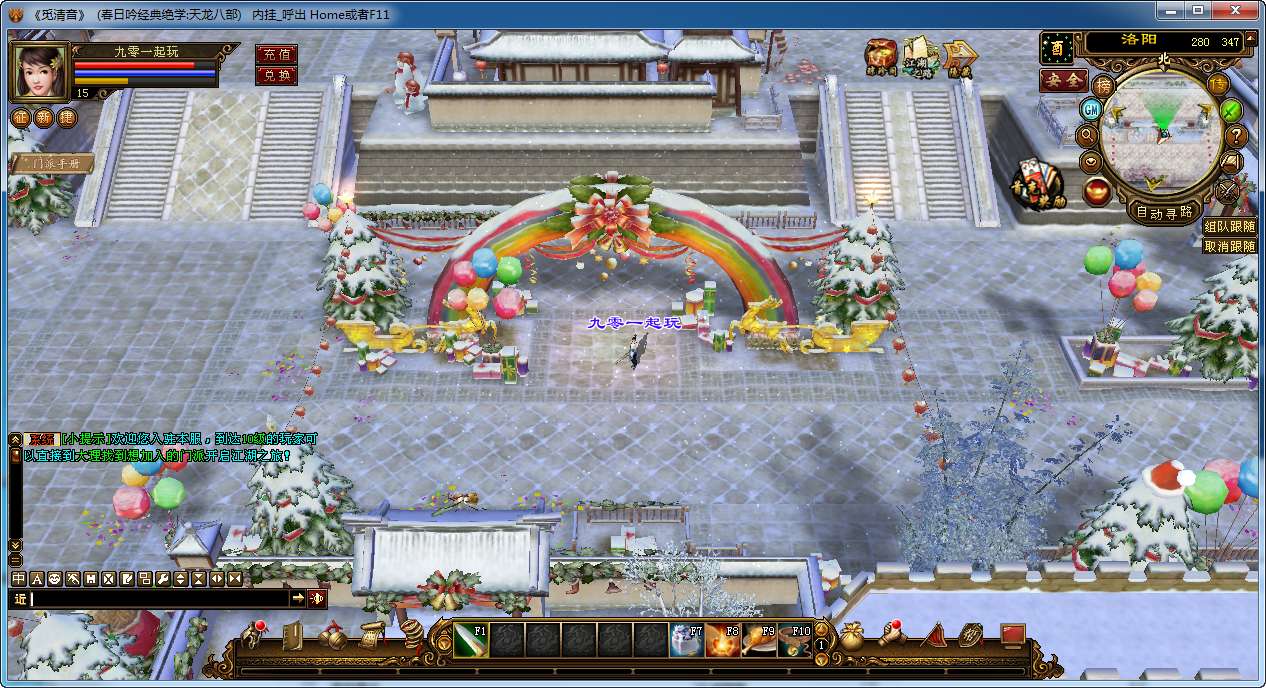 《觅清音》 (春日吟经典绝学:天龙八部) 内挂_呼出 Home或者F11
九零一起玩
15
充值
兑换
征 新 捷
门派手册
江湖
酉
洛阳
280 347
北
安全
榜
GM
?
自动寻路
组队跟随
取消跟随
九零一起玩
系统 [小提示]欢迎您入驻本服，到达10级的玩家可
以直接到大理找到想加入的门派开启江湖之旅!
中 A
近
F1
F7
F8
F9
F10
1